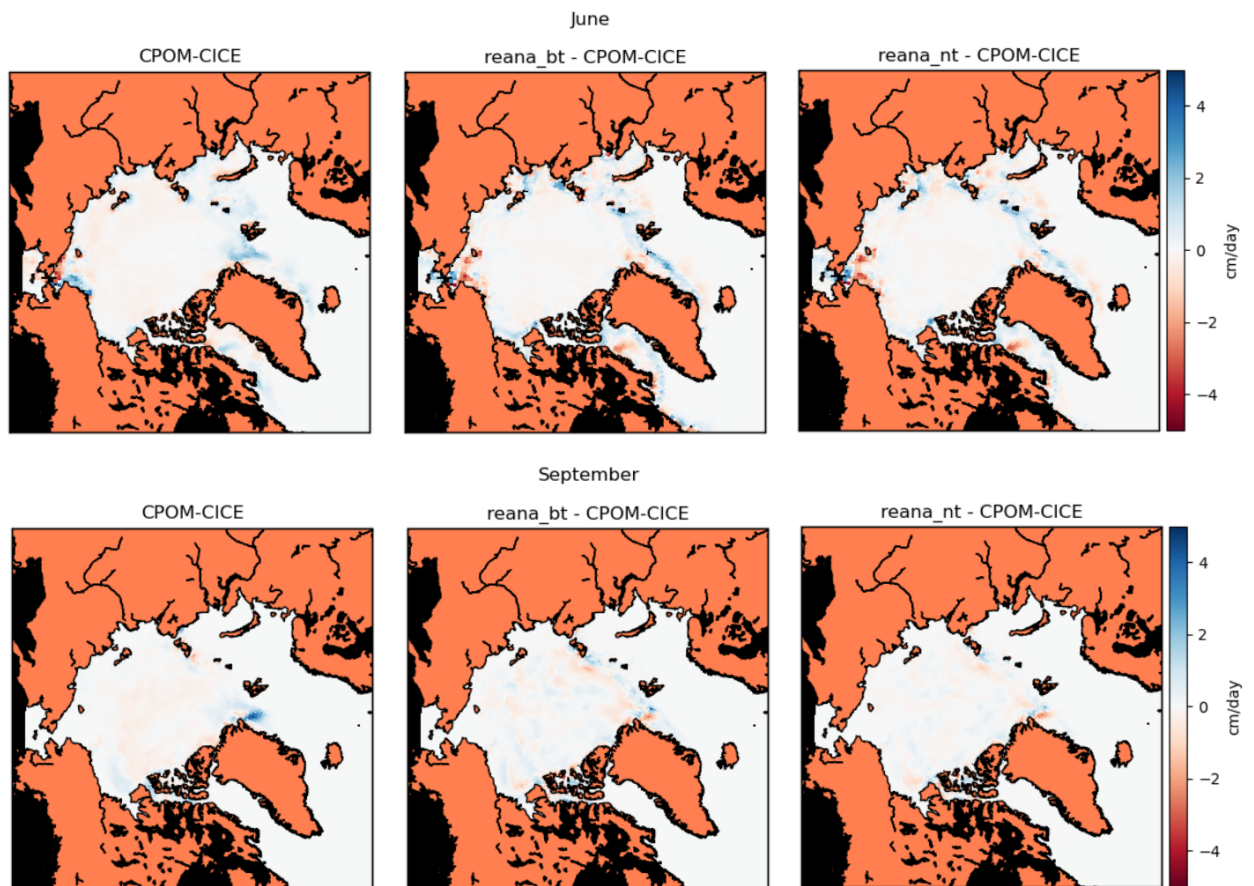 June
CPOM-CICE
reana_bt - CPOM-CICE
reana_nt - CPOM-CICE
4
2
0
−2
−4
cm/day
September
CPOM-CICE
reana_bt - CPOM-CICE
reana_nt - CPOM-CICE
4
2
0
−2
−4
cm/day